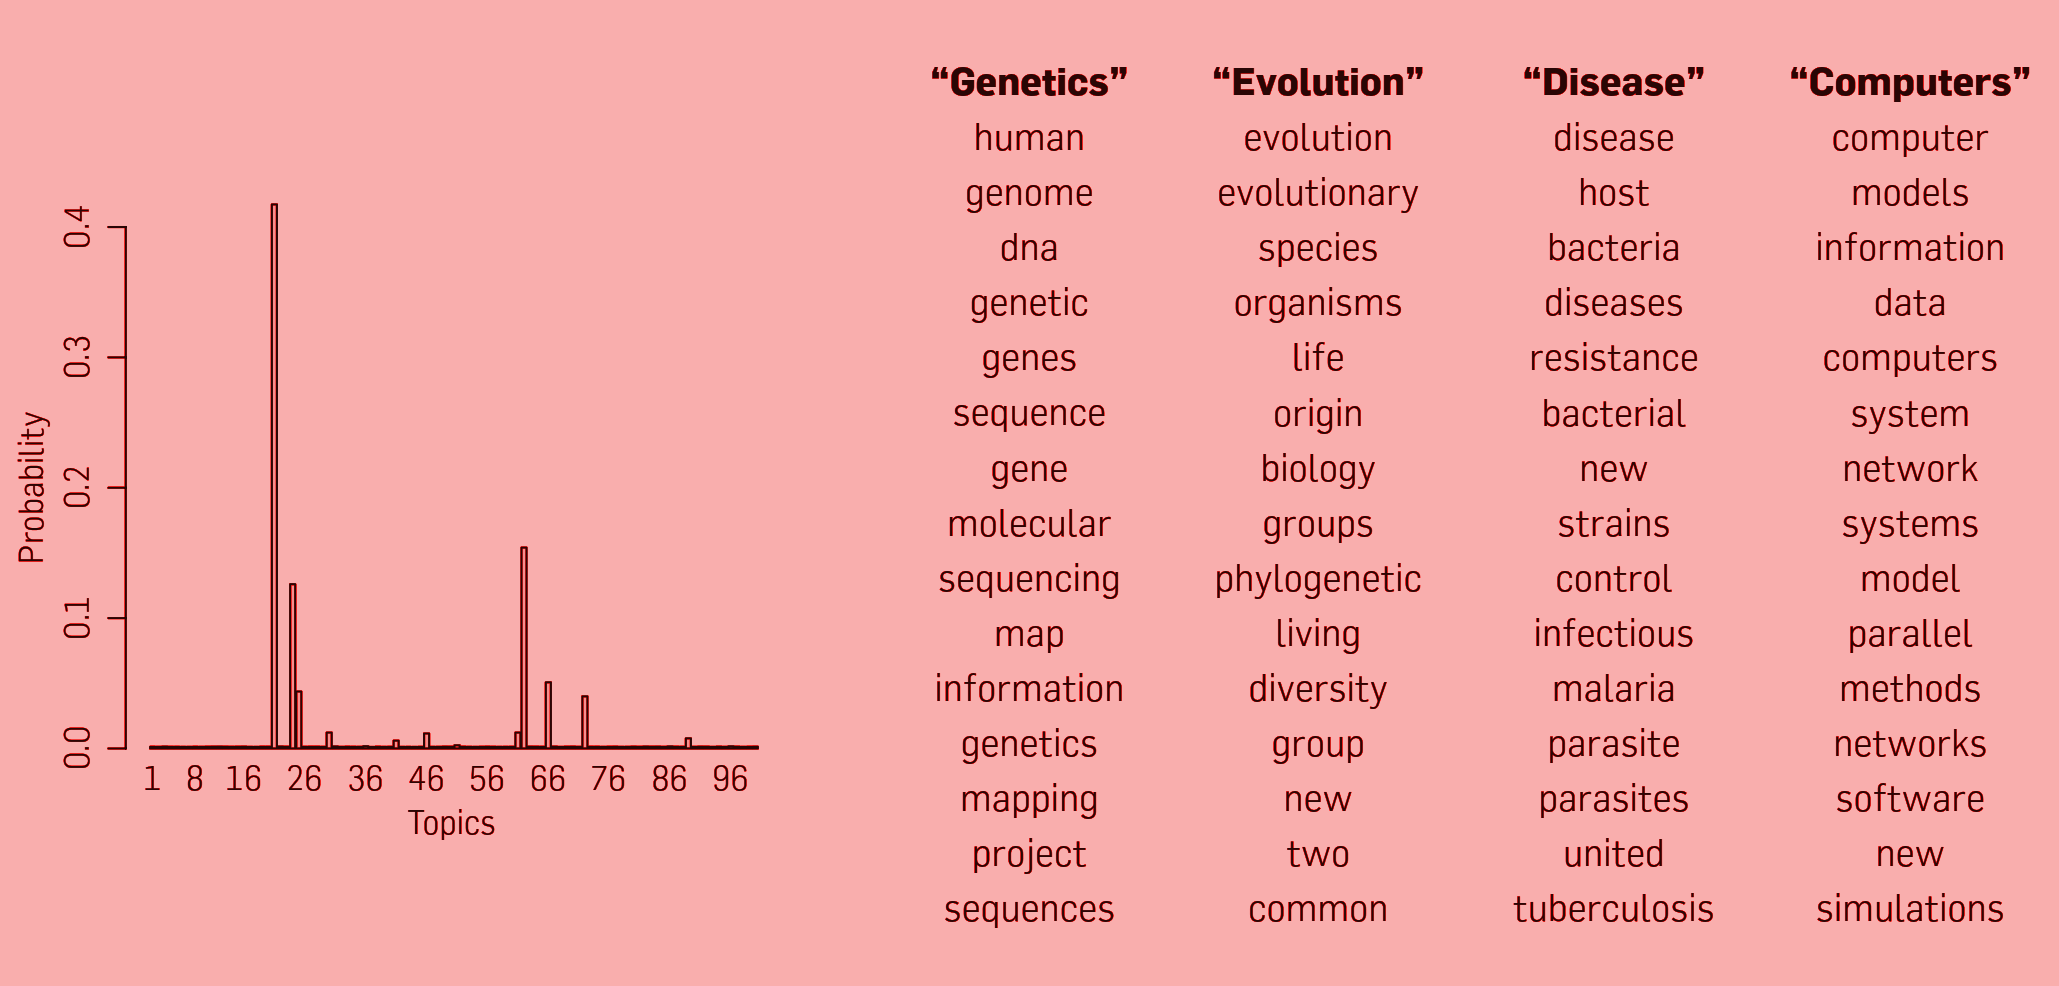 0.4
0.3
0.2
0.1
0.0
Probability
1 8 16 26 36 46 56 66 76 86 96
Topics
“Genetics” “Evolution” “Disease” “Computers”
human evolution disease computer
genome evolutionary host models
dna species bacteria information
genetic organisms diseases data
genes life resistance computers
sequence origin bacterial system
gene biology new network
molecular groups strains systems
sequencing phylogenetic control model
map living infectious parallel
information diversity malaria methods
genetics group parasite networks
mapping new parasites software
project two united new
sequences common tuberculosis simulations